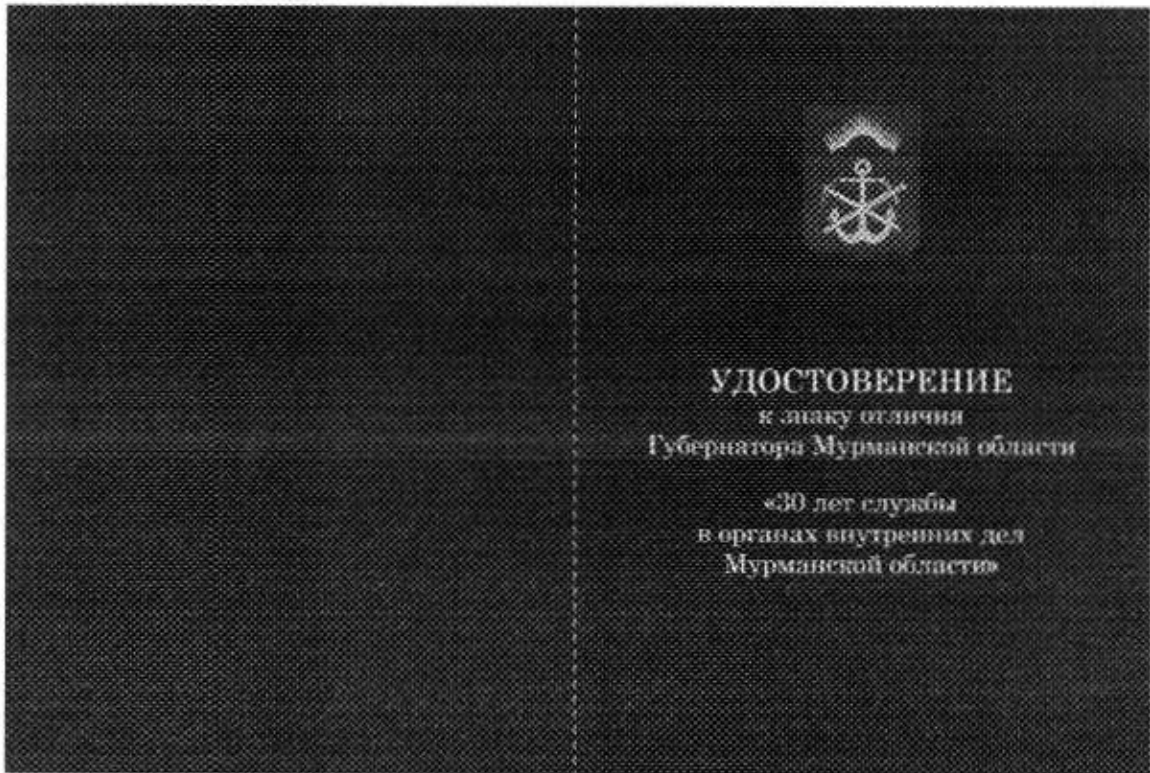 УДОСТОВЕРЕНИЕ
к знаку отличия
Губернатора Мурманской области
«30 лет службы
в органах внутренних дел
Мурманской области»